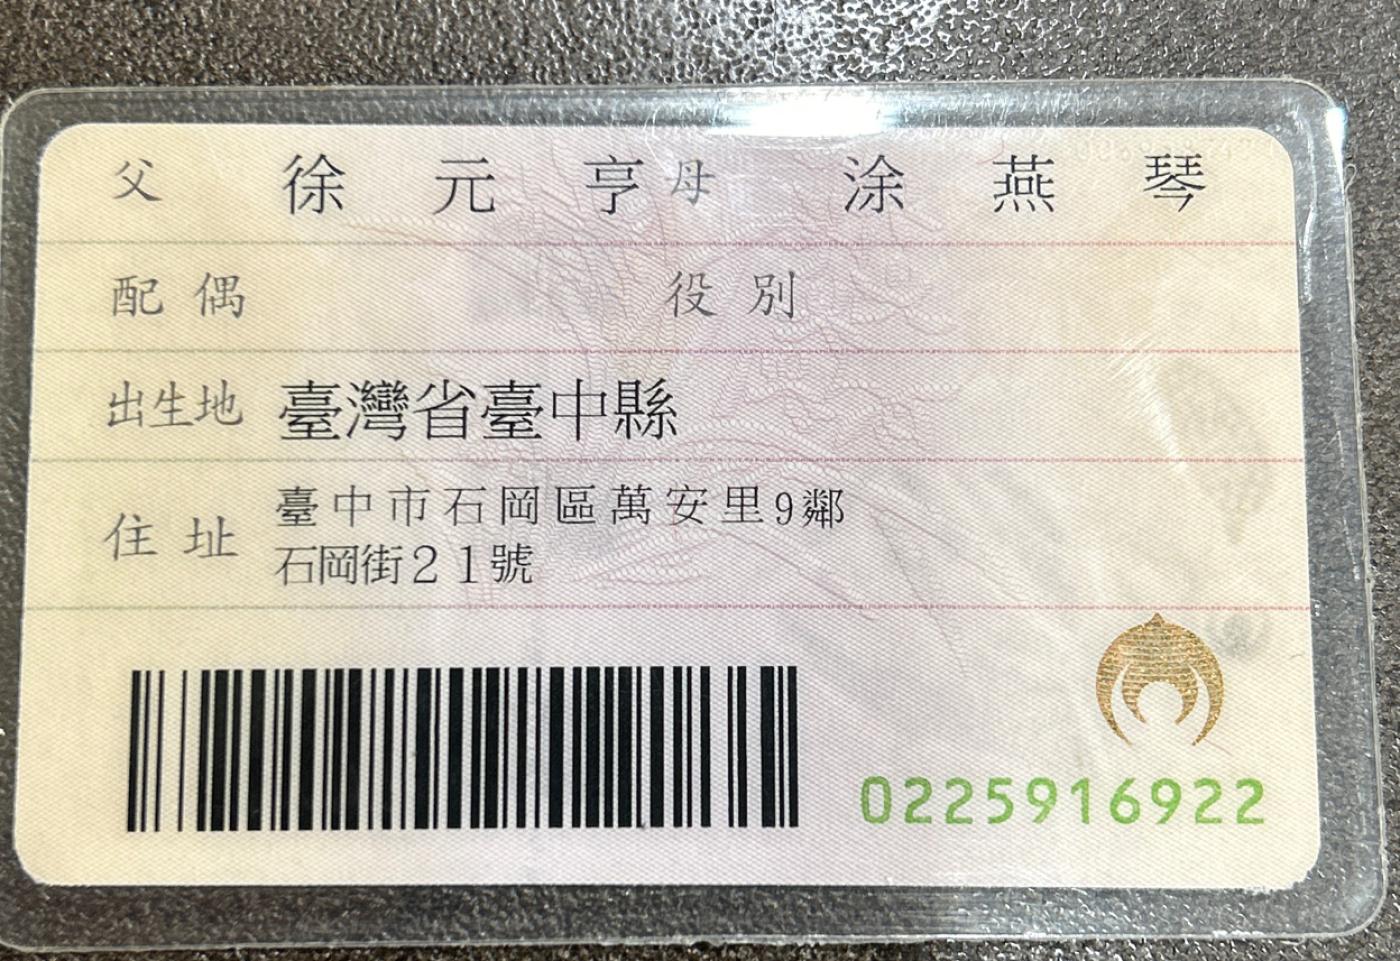 父 徐元亨 母 涂燕琴
配偶 役別
出生地 臺灣省臺中縣
住址 臺中市石岡區萬安里9鄰
石岡街21號
0225916922